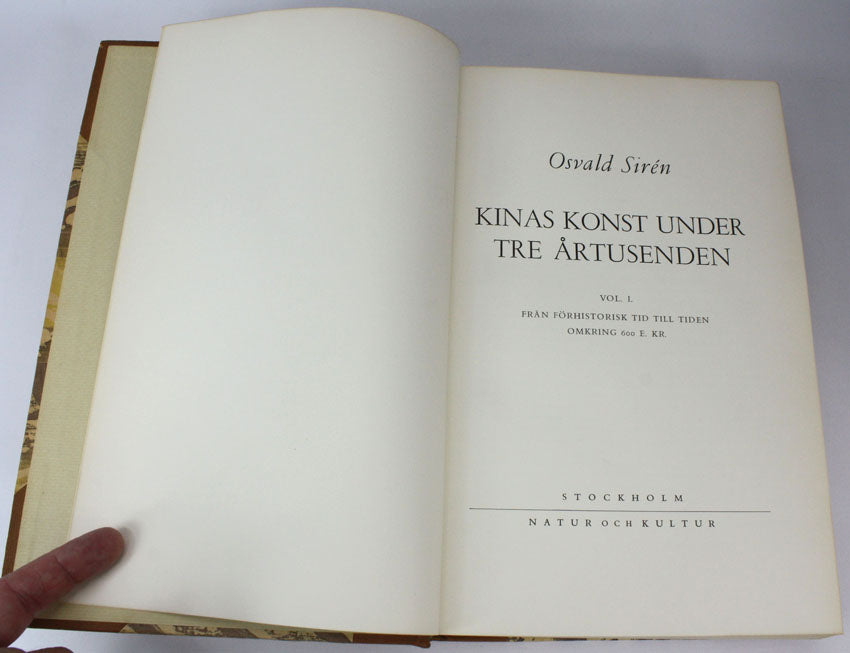 Osvald Sirén
KINAS KONST UNDER
TRE ÅRTUSENDEN
VOL. I.
FRÅN FÖRHISTORISK TID TILL TIDEN
OMKRING 600 E. KR.
STOCKHOLM
NATUR OCH KULTUR